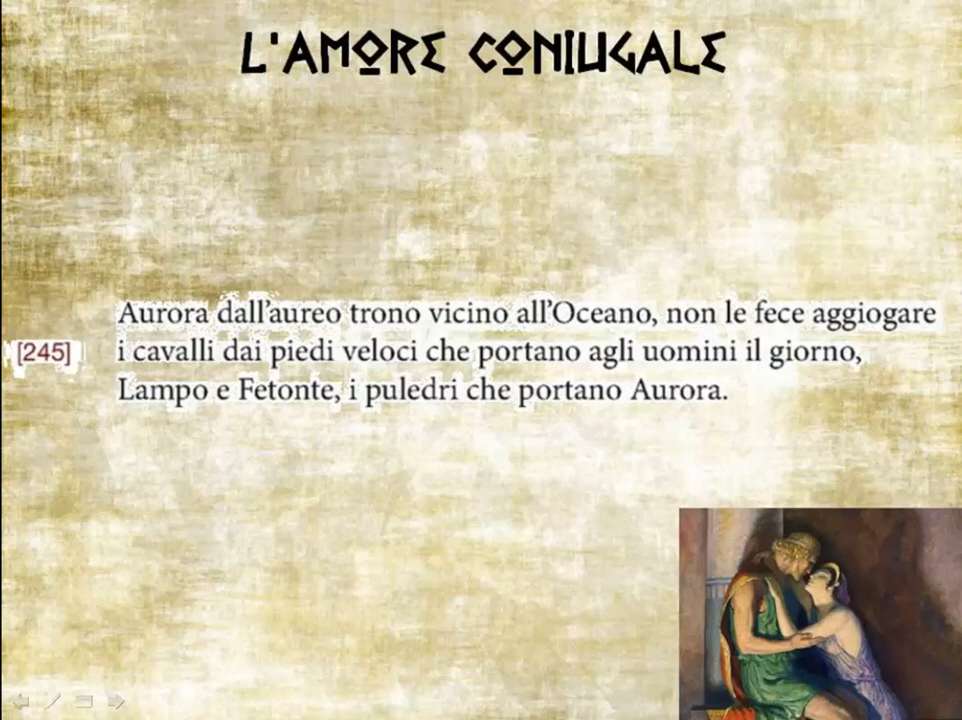 L'AMORE CONIUGALE
Aurora dall'aureo trono vicino all'Oceano, non le fece aggiogare
[245] i cavalli dai piedi veloci che portano agli uomini il giorno,
Lampo e Fetonte, i puledri che portano Aurora.